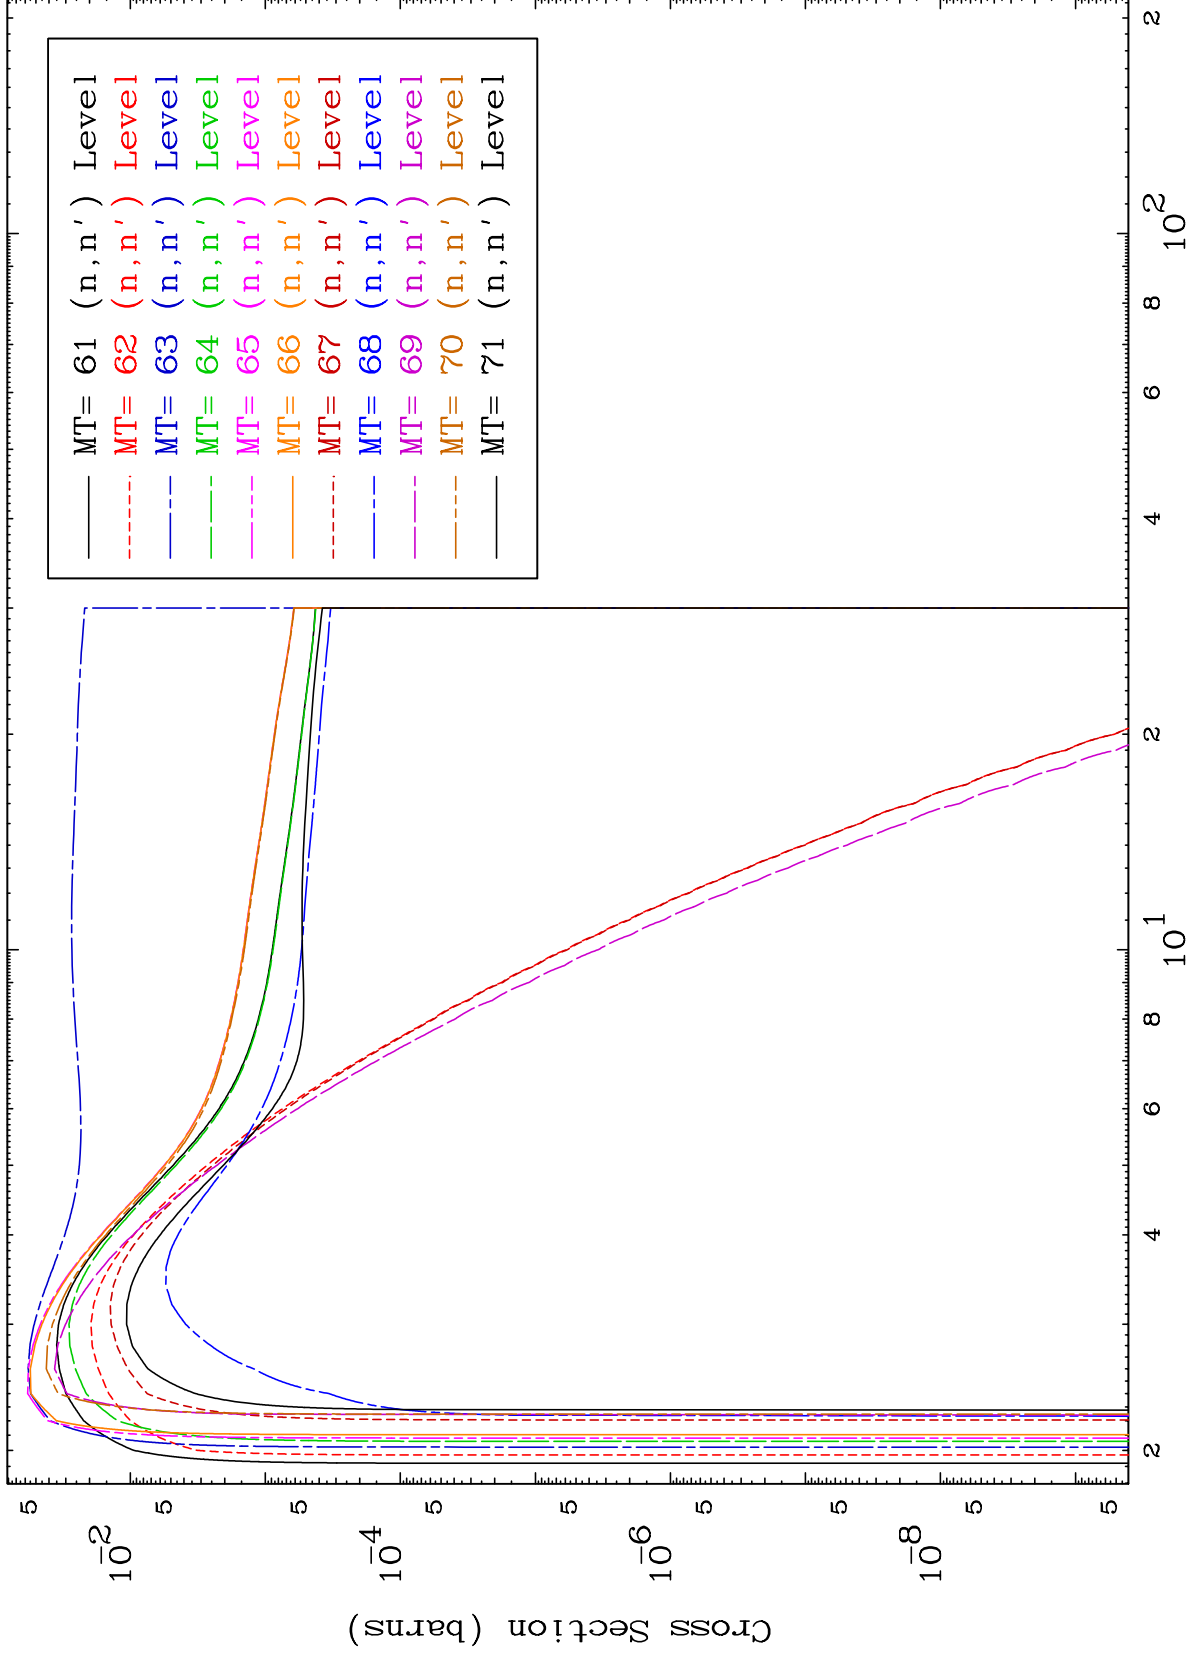 MT= 61 (n,n') Level
MT= 62 (n,n') Level
MT= 63 (n,n') Level
MT= 64 (n,n') Level
MT= 65 (n,n') Level
MT= 66 (n,n') Level
MT= 67 (n,n') Level
MT= 68 (n,n') Level
MT= 69 (n,n') Level
MT= 70 (n,n') Level
MT= 71 (n,n') Level
Cross Section (barns)
5
10-2
5
5
10-4
5
5
10-6
5
5
10-8
5
5
2
4
6
8
10 1
2
4
6
8
10 2
2